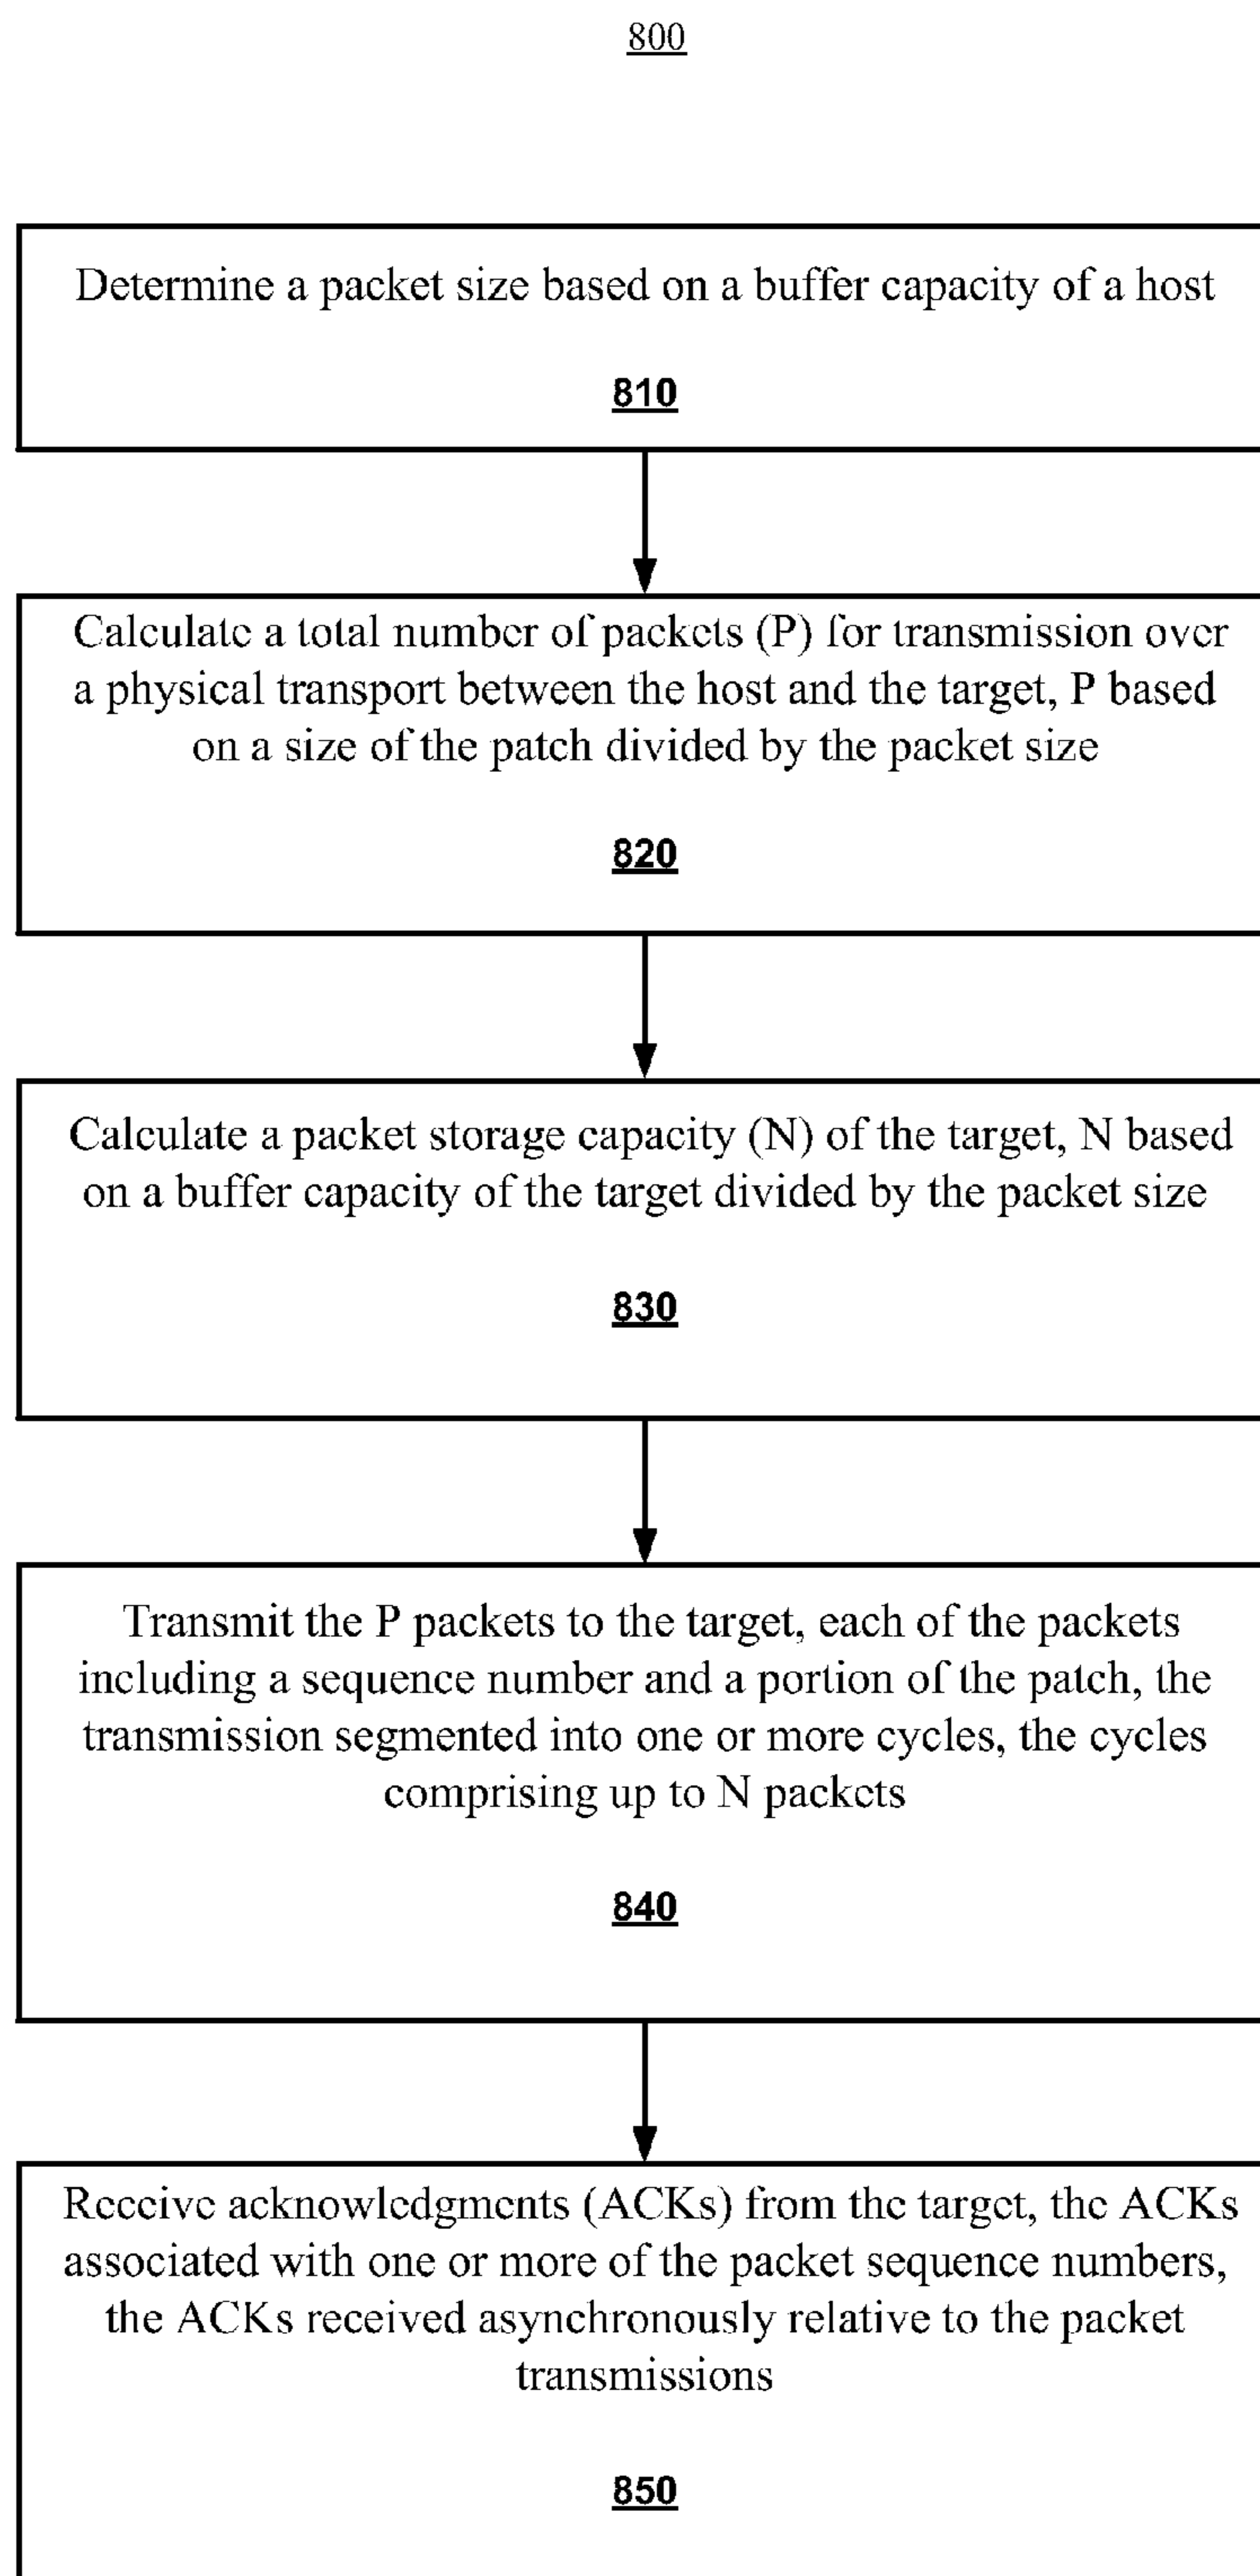 800
Determine a packet size based on a buffer capacity of a host
810
Calculate a total number of packets (P) for transmission over
a physical transport between the host and the target, P based
on a size of the patch divided by the packet size
820
Calculate a packet storage capacity (N) of the target, N based
on a buffer capacity of the target divided by the packet size
830
Transmit the P packets to the target, each of the packets
including a sequence number and a portion of the patch, the
transmission segmented into one or more cycles, the cycles
comprising up to N packets
840
Receive acknowledgments (ACKs) from the target, the ACKs
associated with one or more of the packet sequence numbers,
the ACKs received asynchronously relative to the packet
transmissions
850